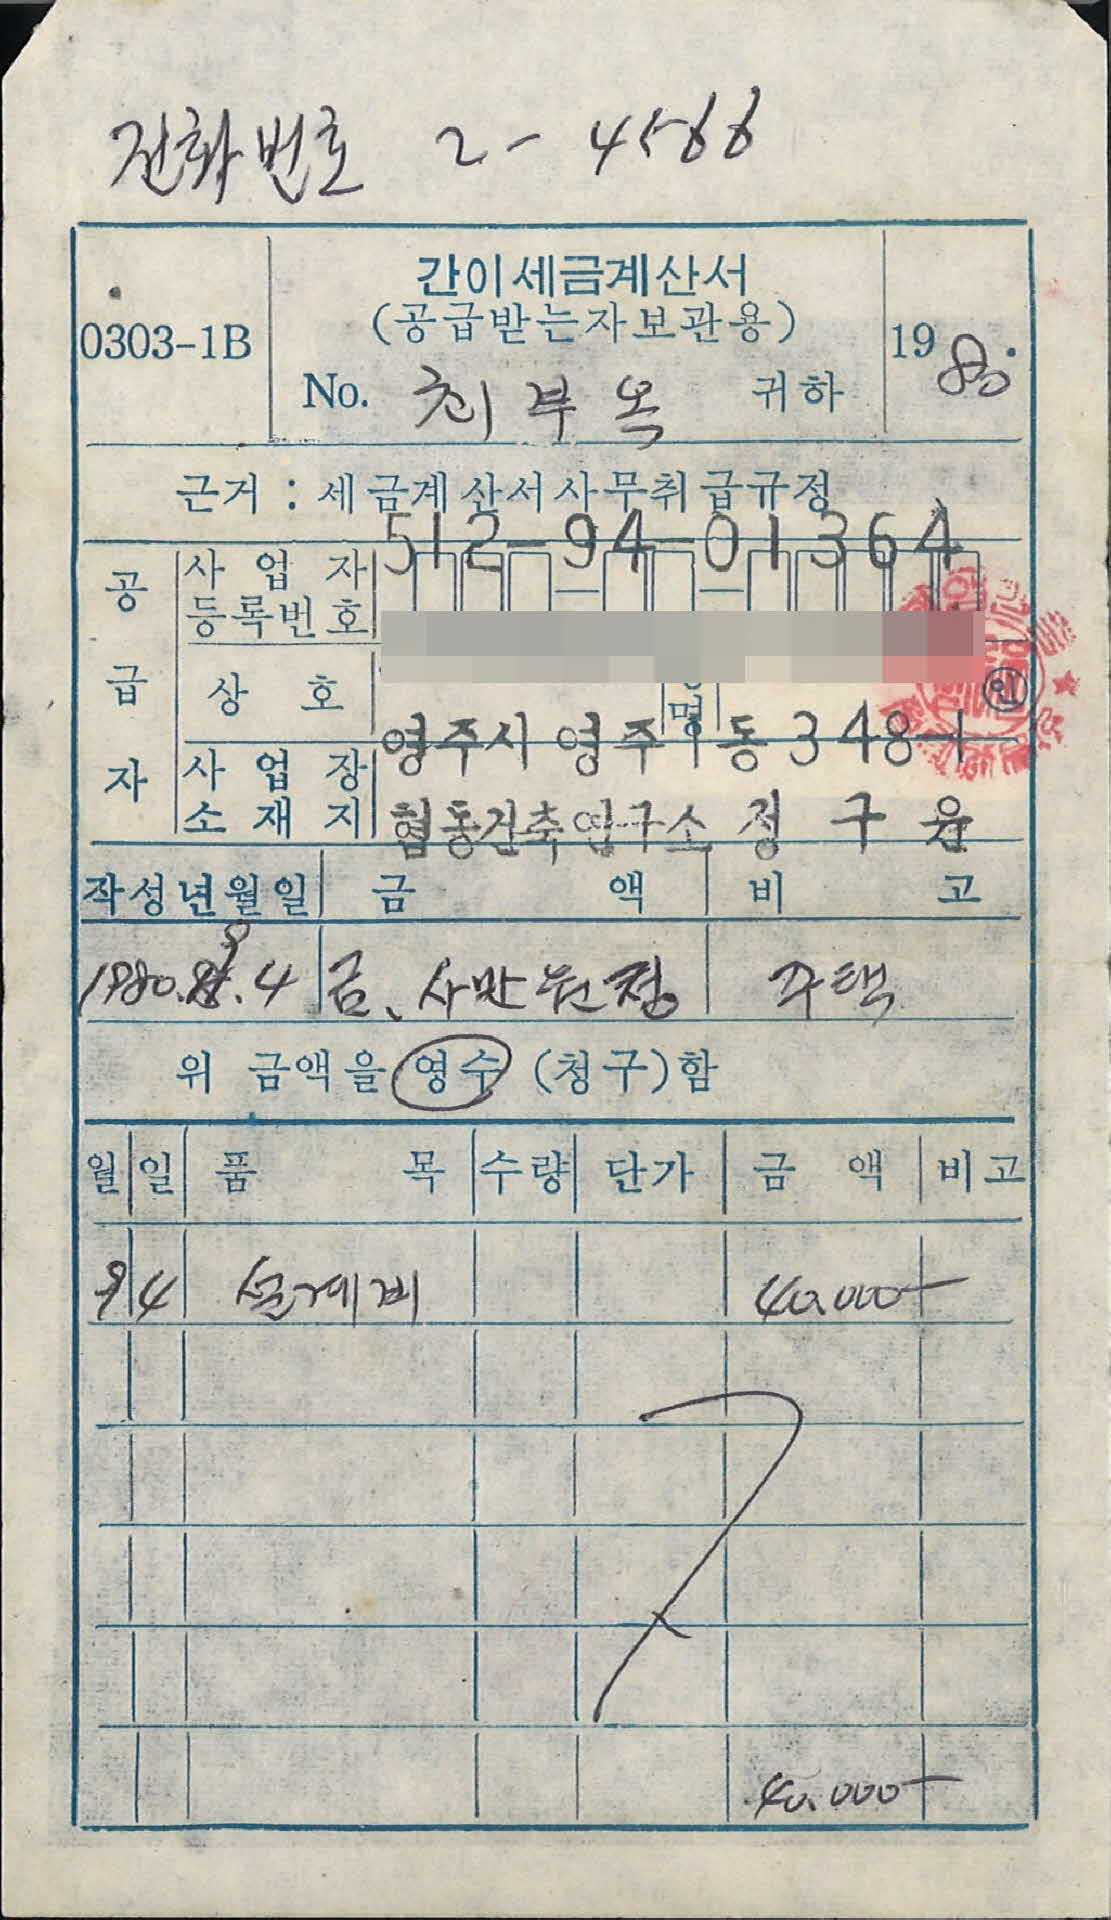 전화번호 2-4566
간이세금계산서
(공급받는자보관용)
0303-1B
1980.
No. 최부옥 귀하
근거 : 세금계산서사무취급규정
512-94-01364
공급자
사업자등록번호
상호
명
인
사업장소재지
영주시 영주1동 348-1
협동건축연구소 정구윤
작성년월일 금액 비고
1980.8.4 금、사만원정 주택
위 금액을 영수 (청구)함
월 일 품목 수량 단가 금액 비고
4 설계비 40.000-
40.000-